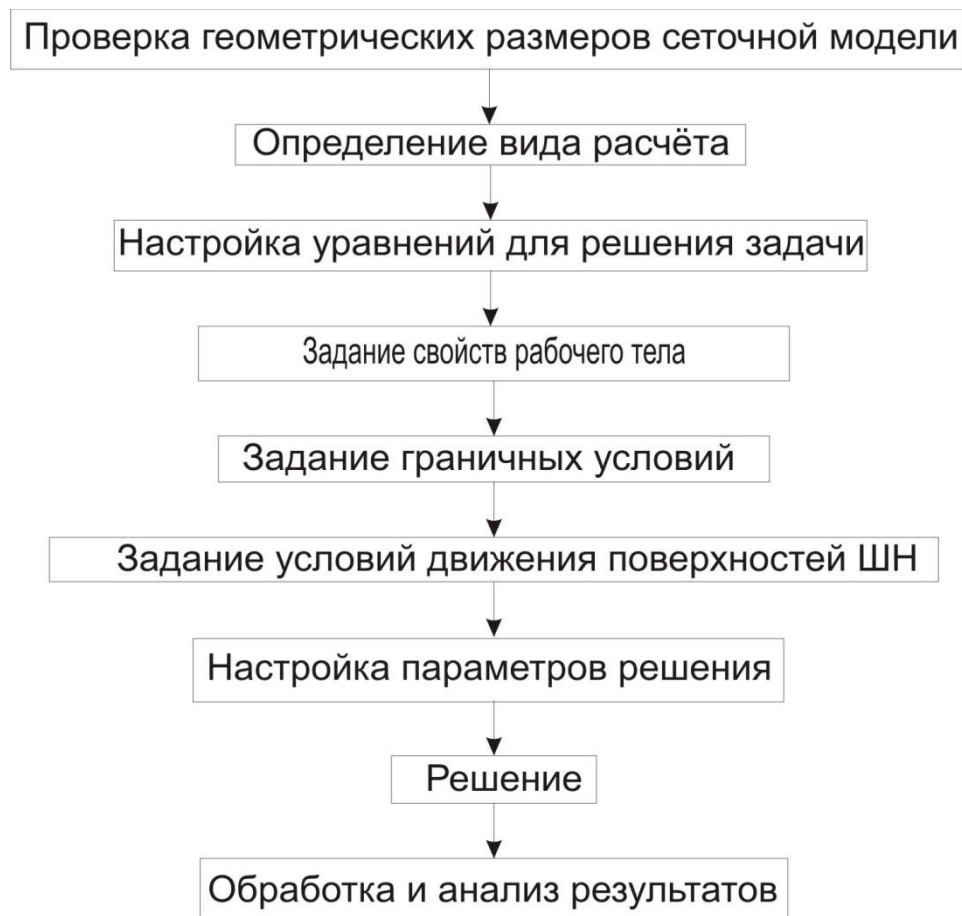 Проверка геометрических размеров сеточной модели
Определение вида расчёта
Настройка уравнений для решения задачи
Задание свойств рабочего тела
Задание граничных условий
Задание условий движения поверхностей ШН
Настройка параметров решения
Решение
Обработка и анализ результатов